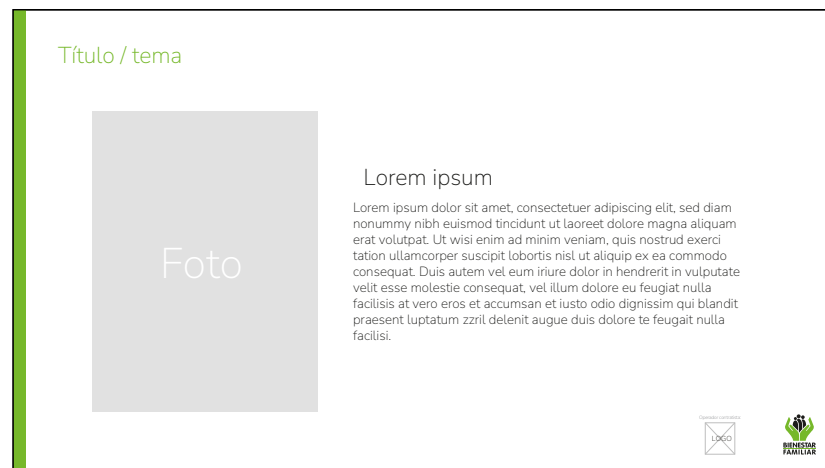 Título / tema
Foto
Lorem ipsum
Lorem ipsum dolor sit amet, consectetuer adipiscing elit, sed diam
nonummy nibh euismod tincidunt ut laoreet dolore magna aliquam
erat volutpat. Ut wisi enim ad minim veniam, quis nostrud exerci
tation ullamcorper suscipit lobortis nisl ut aliquip ex ea commodo
consequat. Duis autem vel eum iriure dolor in hendrerit in vulputate
velit esse molestie consequat, vel illum dolore eu feugiat nulla
facilisis at vero eros et accumsan et iusto odio dignissim qui blandit
praesent luptatum zzril delenit augue duis dolore te feugait nulla
facilisi.
LOGO
BIENESTAR
FAMILIAR